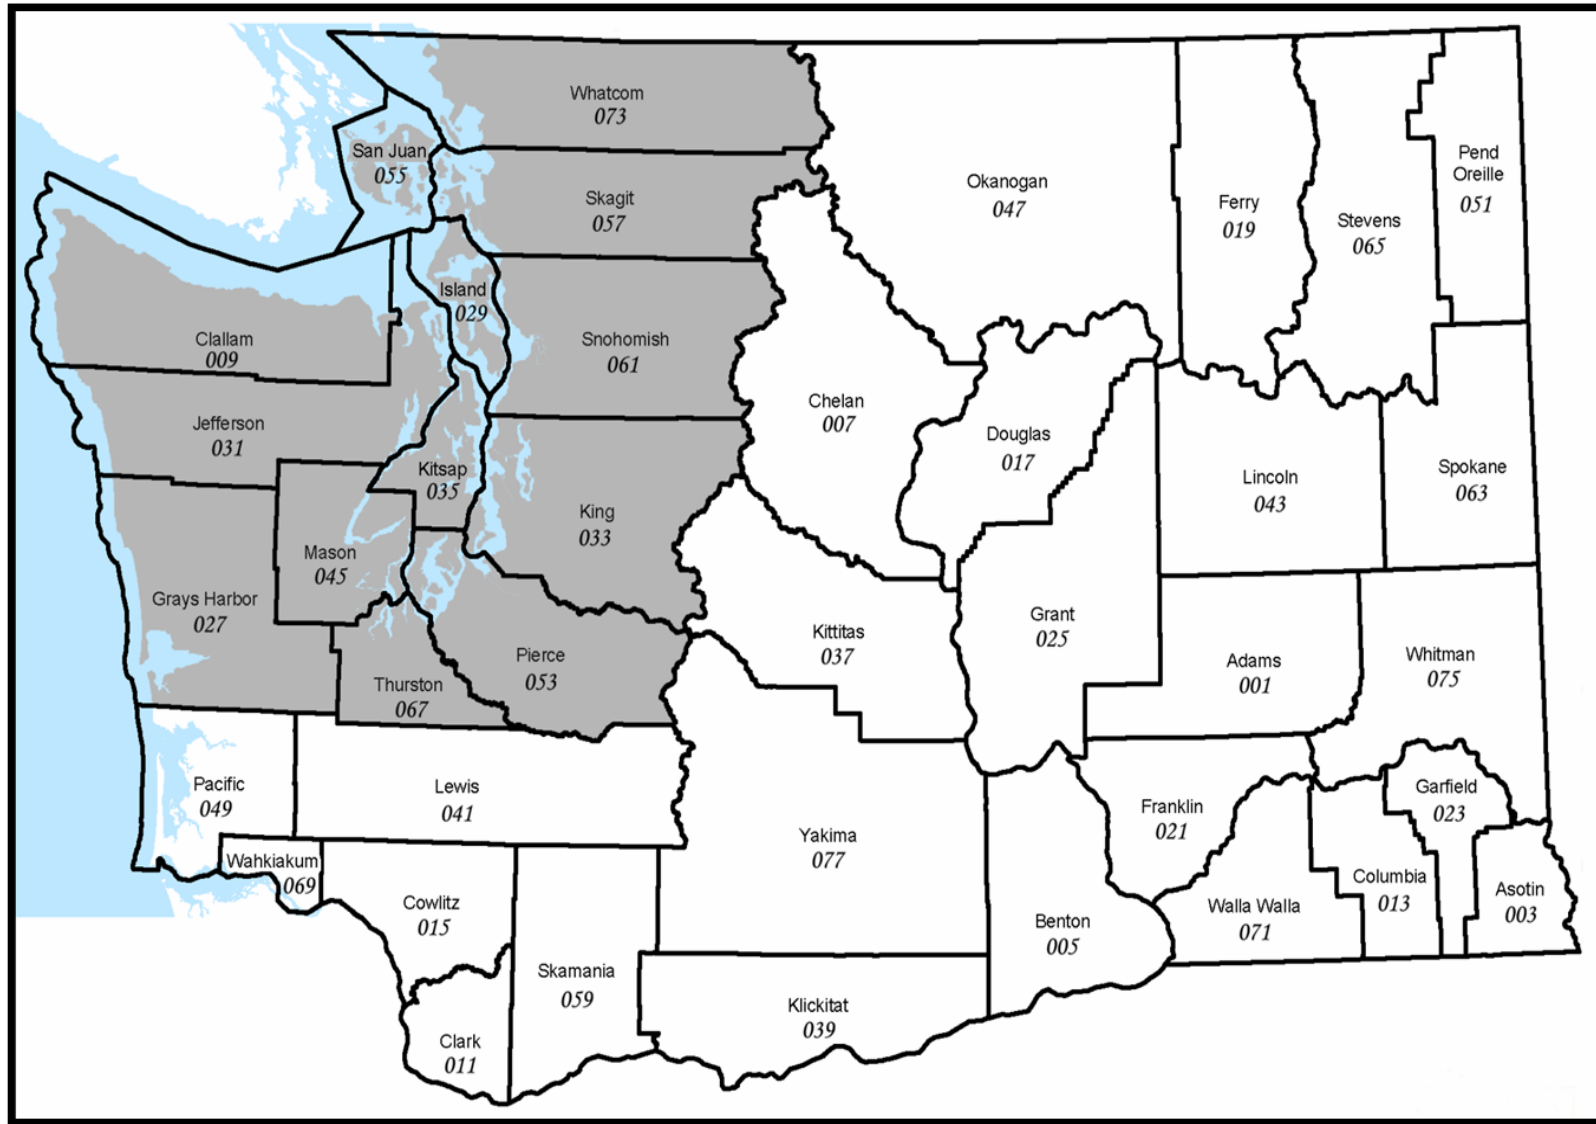 Whatcom
073
San Juan
055
Skagit
057
Okanogan
047
Ferry
019
Stevens
065
Pend
Oreille
051
Island
029
Clallam
009
Snohomish
061
Jefferson
031
Chelan
007
Douglas
017
Kitsap
035
King
033
Lincoln
043
Spokane
063
Mason
045
Grays Harbor
027
Kittitas
037
Grant
025
Adams
001
Whitman
075
Pierce
053
Thurston
067
Pacific
049
Lewis
041
Yakima
077
Franklin
021
Garfield
023
Wahkiakum
069
Cowlitz
015
Skamania
059
Benton
005
Walla Walla
071
Columbia
013
Asotin
003
Klickitat
039
Clark
011